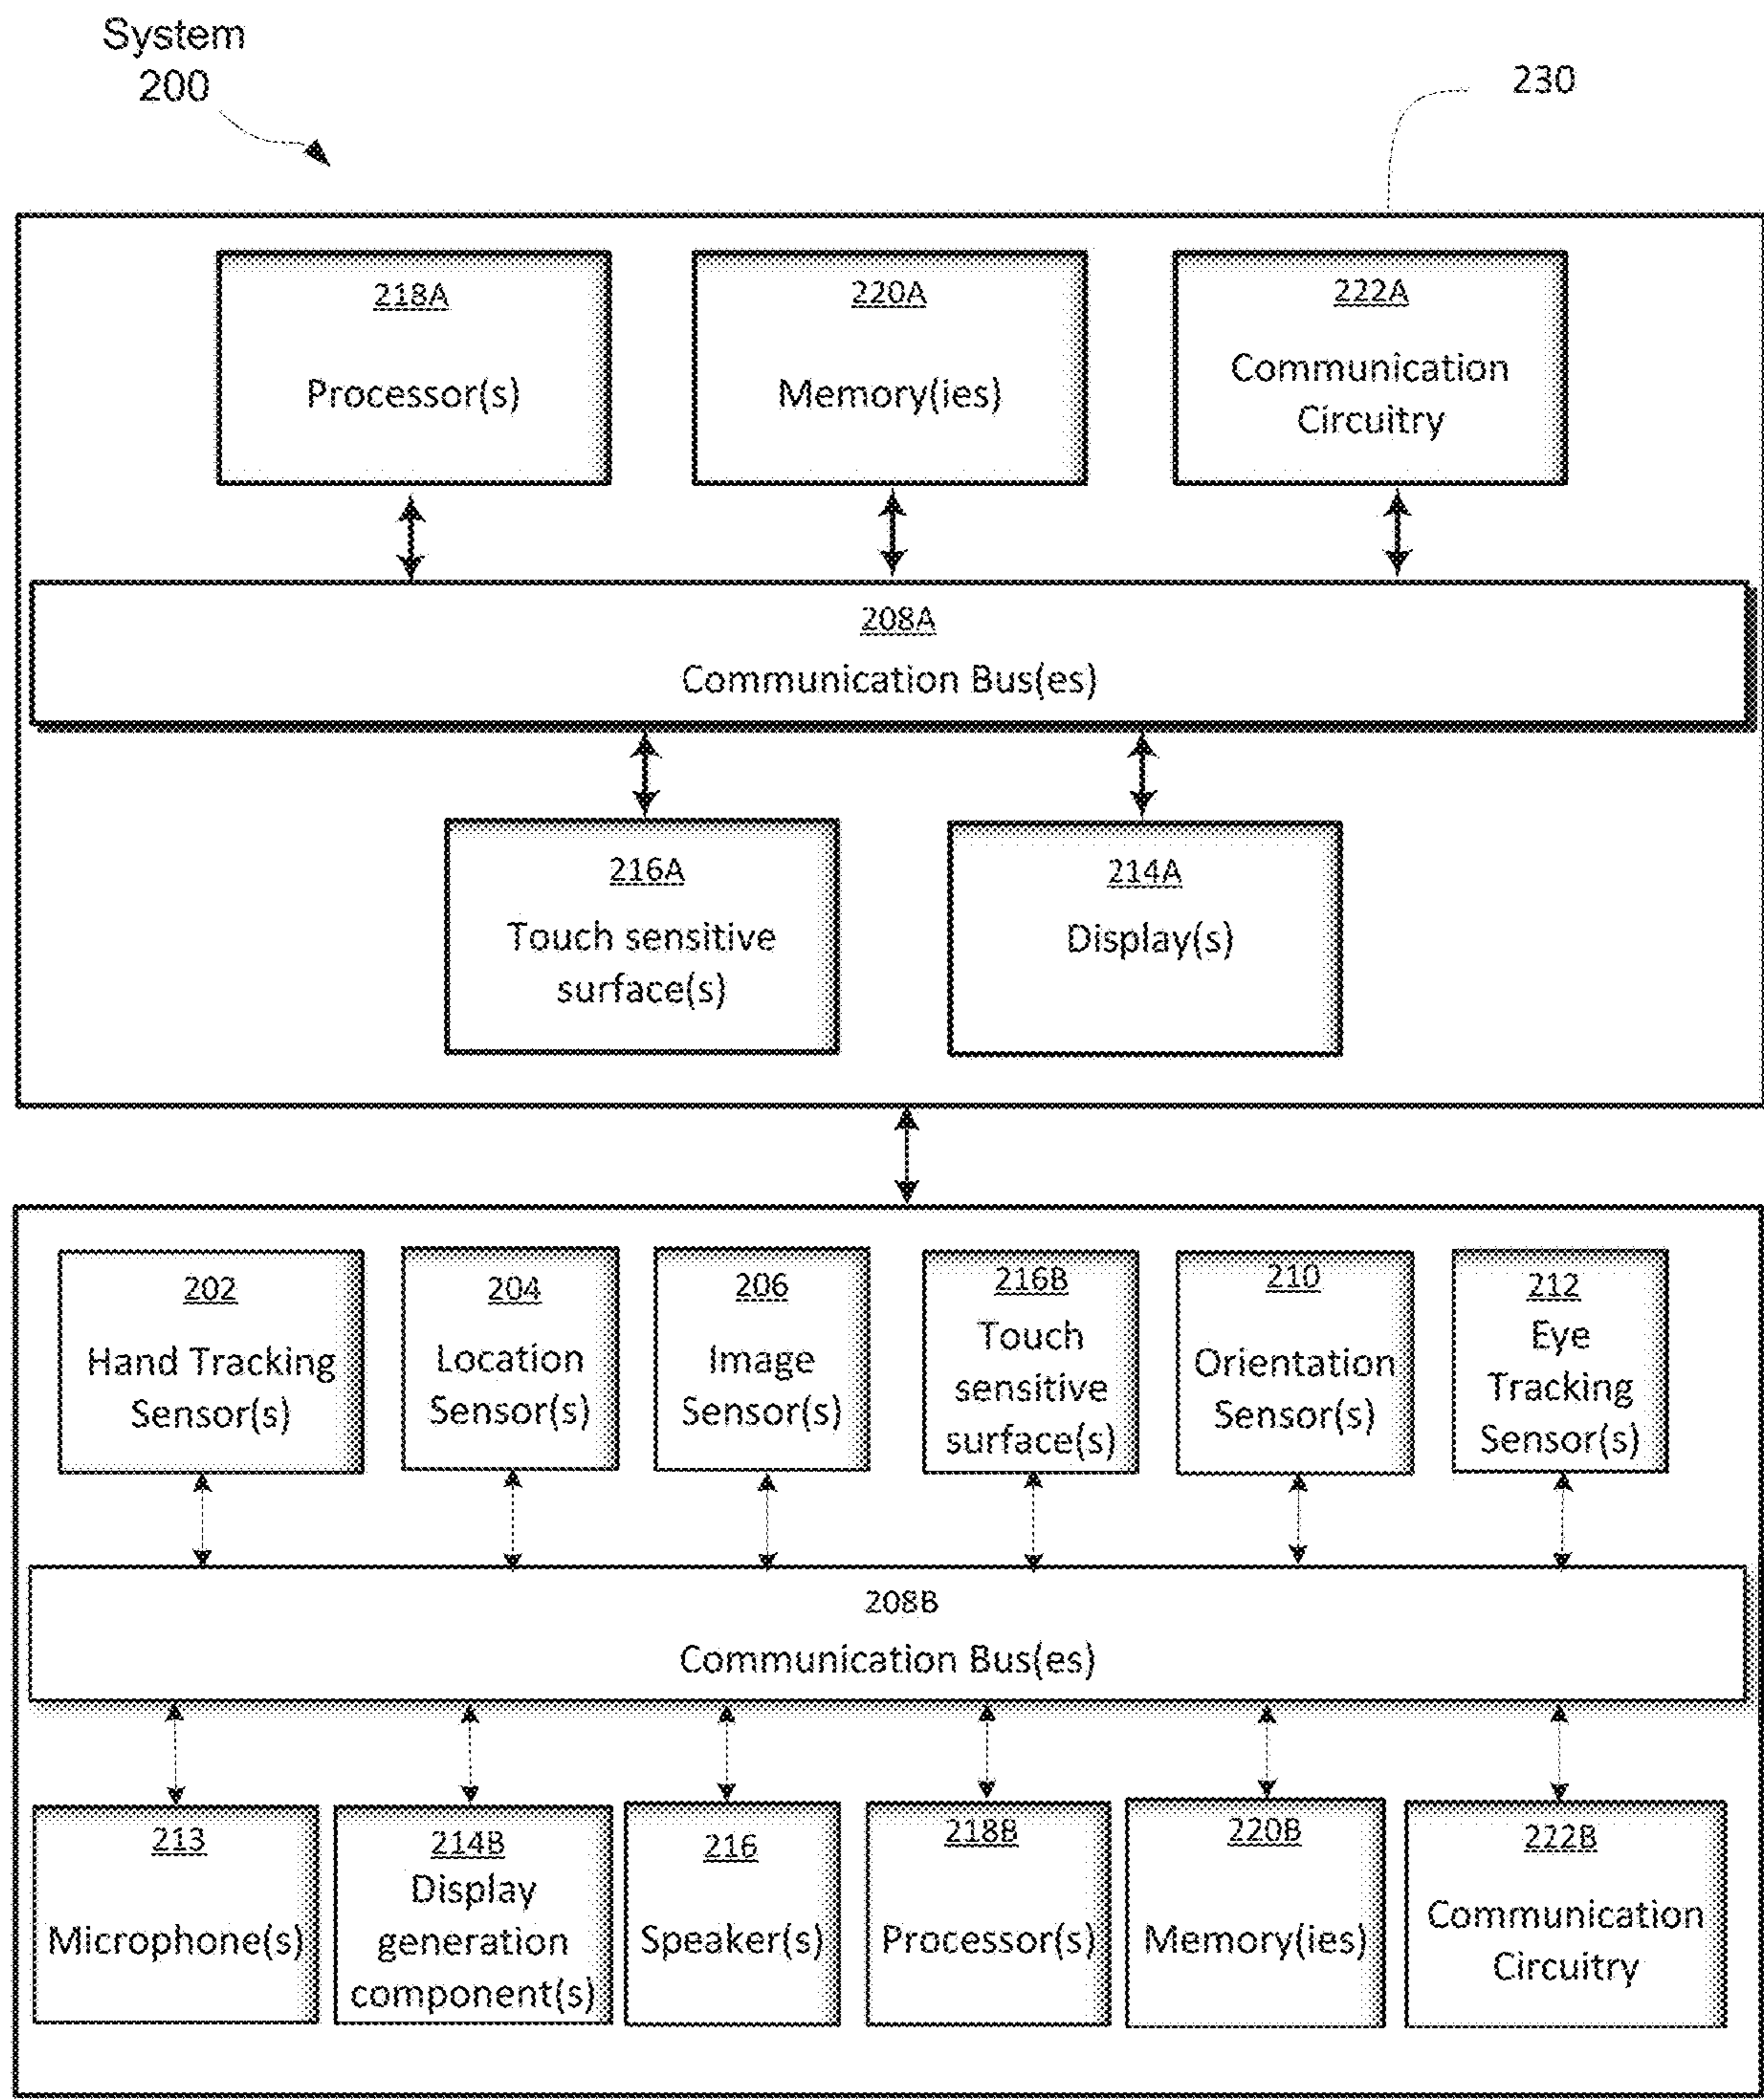 System
200
230
218A
Processor(s)
220A
Memory(ies)
222A
Communication
Circuitry
208A
Communication Bus(es)
216A
Touch sensitive
surface(s)
214A
Display(s)
202
Hand Tracking
Sensor(s)
204
Location
Sensor(s)
206
Image
Sensor(s)
216B
Touch
sensitive
surface(s)
210
Orientation
Sensor(s)
212
Eye
Tracking
Sensor(s)
208B
Communication Bus(es)
213
Microphone(s)
214B
Display
generation
component(s)
216
Speaker(s)
218B
Processor(s)
220B
Memory(ies)
222B
Communication
Circuitry